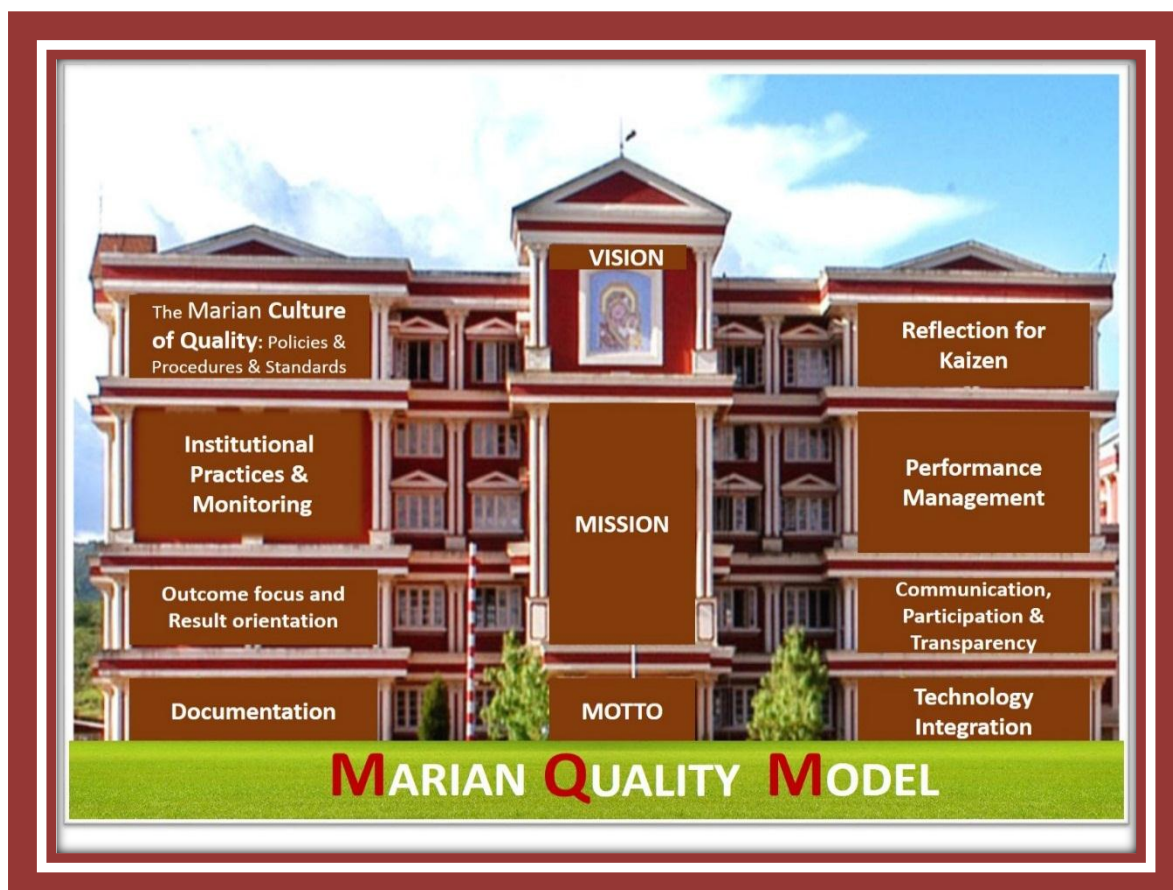 VISION
The Marian Culture
of Quality: Policies &
Procedures & Standards
Reflection for
Kaizen
Institutional
Practices &
Monitoring
MISSION
Performance
Management
Outcome focus and
Result orientation
Communication,
Participation &
Transparency
Documentation
MOTTO
Technology
Integration
MARIAN QUALITY MODEL